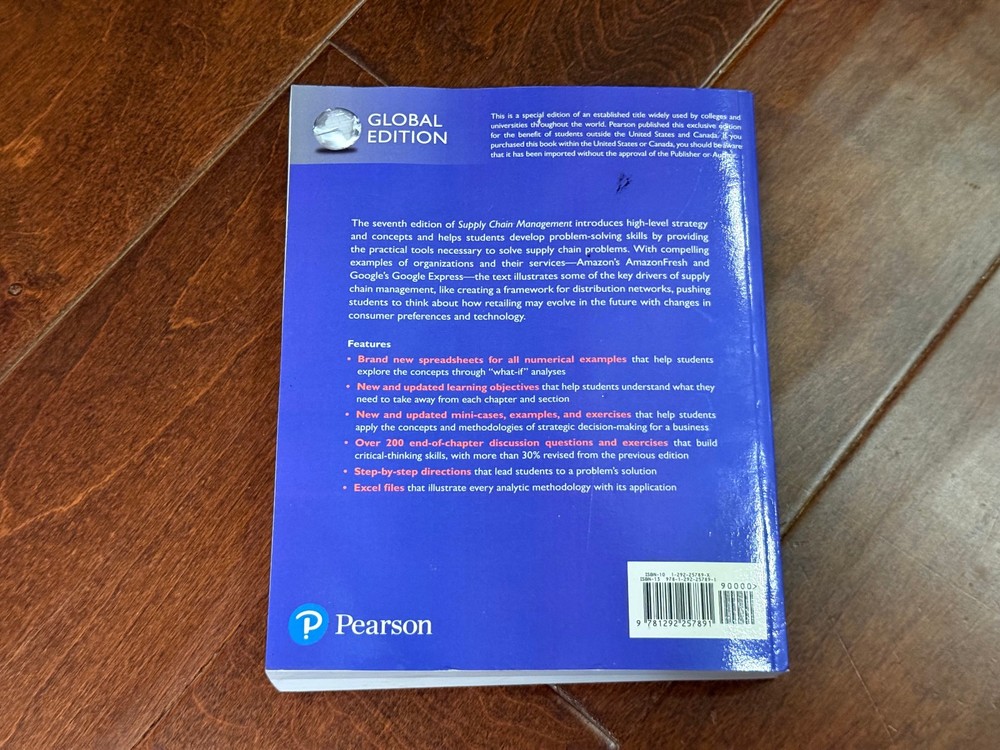 GLOBAL
EDITION
This is a special edition of an established title widely used by colleges and
universities throughout the world. Pearson published this exclusive edition
for the benefit of students outside the United States and Canada. If you
purchased this book within the United States or Canada, you should be aware
that it has been imported without the approval of the Publisher or Author.
The seventh edition of Supply Chain Management introduces high-level strategy
and concepts and helps students develop problem-solving skills by providing
the practical tools necessary to solve supply chain problems. With compelling
examples of organizations and their services—Amazon's AmazonFresh and
Google's Google Express—the text illustrates some of the key drivers of supply
chain management, like creating a framework for distribution networks, pushing
students to think about how retailing may evolve in the future with changes in
consumer preferences and technology.
Features
• Brand new spreadsheets for all numerical examples that help students
explore the concepts through "what-if" analyses
• New and updated learning objectives that help students understand what they
need to take away from each chapter and section
• New and updated mini-cases, examples, and exercises that help students
apply the concepts and methodologies of strategic decision-making for a business
• Over 200 end-of-chapter discussion questions and exercises that build
critical-thinking skills, with more than 30% revised from the previous edition
• Step-by-step directions that lead students to a problem's solution
• Excel files that illustrate every analytic methodology with its application
ISBN-10 1-292-25789-X
ISBN-13 978-1-292-25789-1
90000>
9 781292 257891
P Pearson